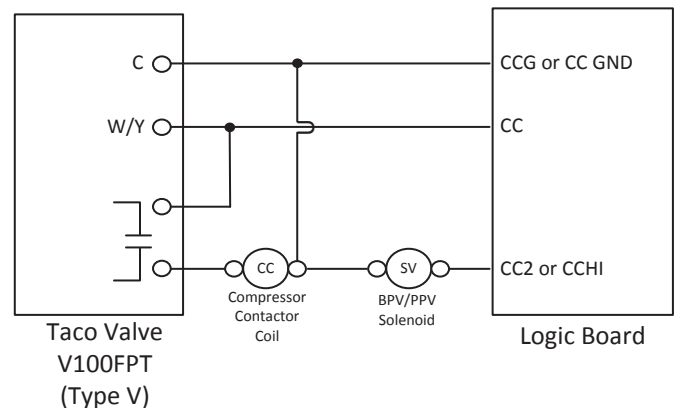 C
CCG or CC GND
W/Y
CC
CC
SV
CC2 or CCHI
Compressor
Contactor
Coil
BPV/PPV
Solenoid
Taco Valve
V100FPT
(Type V)
Logic Board